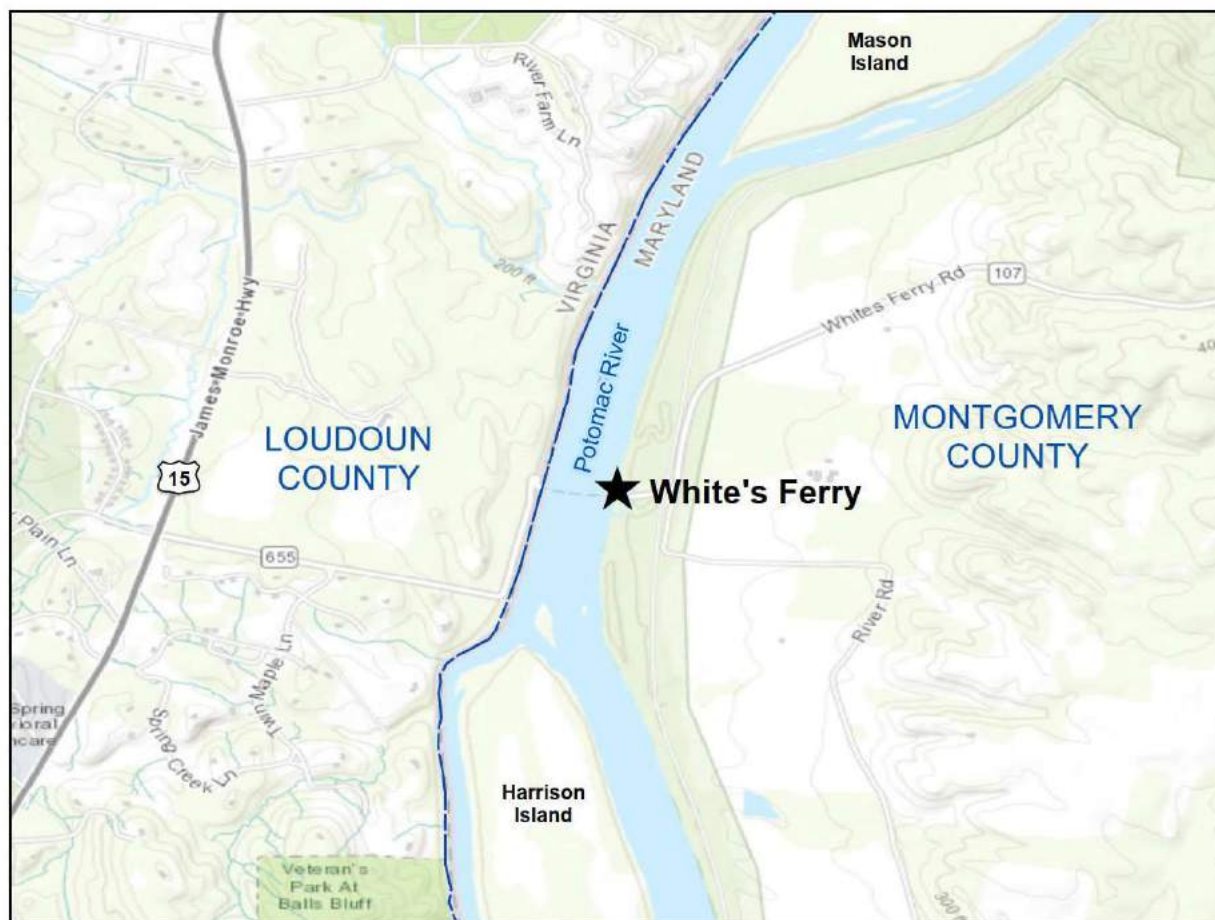 Mason
Island
River Farm Ln
MARYLAND
VIRGINIA
200 ft
107
Whites Ferry Rd
James Monroe Hwy
Potomac River
LOUDOUN
COUNTY
MONTGOMERY
COUNTY
15
White's Ferry
Plain Ln
655
River Rd
Twin Maple Ln
Spring Creek Ln
Spring
Harrison
Island
Veteran's
Park At
Balls Bluff
300 ft